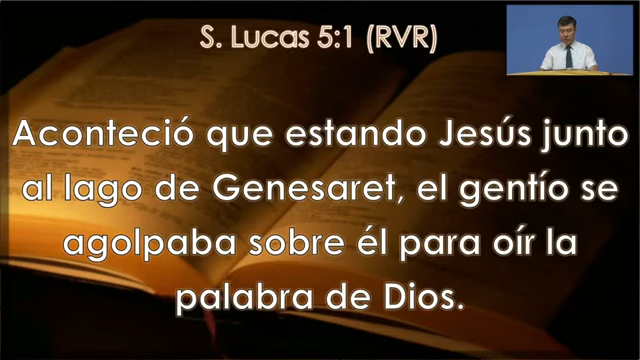 S. Lucas 5:1 (RVR)
Aconteció que estando Jesús junto
al lago de Genesaret, el gentío se
agolpaba sobre él para oír la
palabra de Dios.